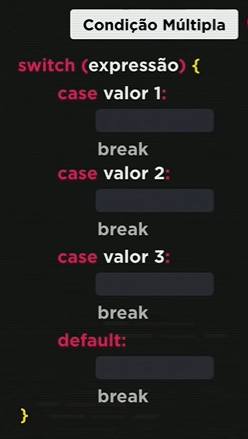 Condição Múltipla
switch (expressão) {
case valor 1:
break
case valor 2:
break
case valor 3:
break
default:
break
}